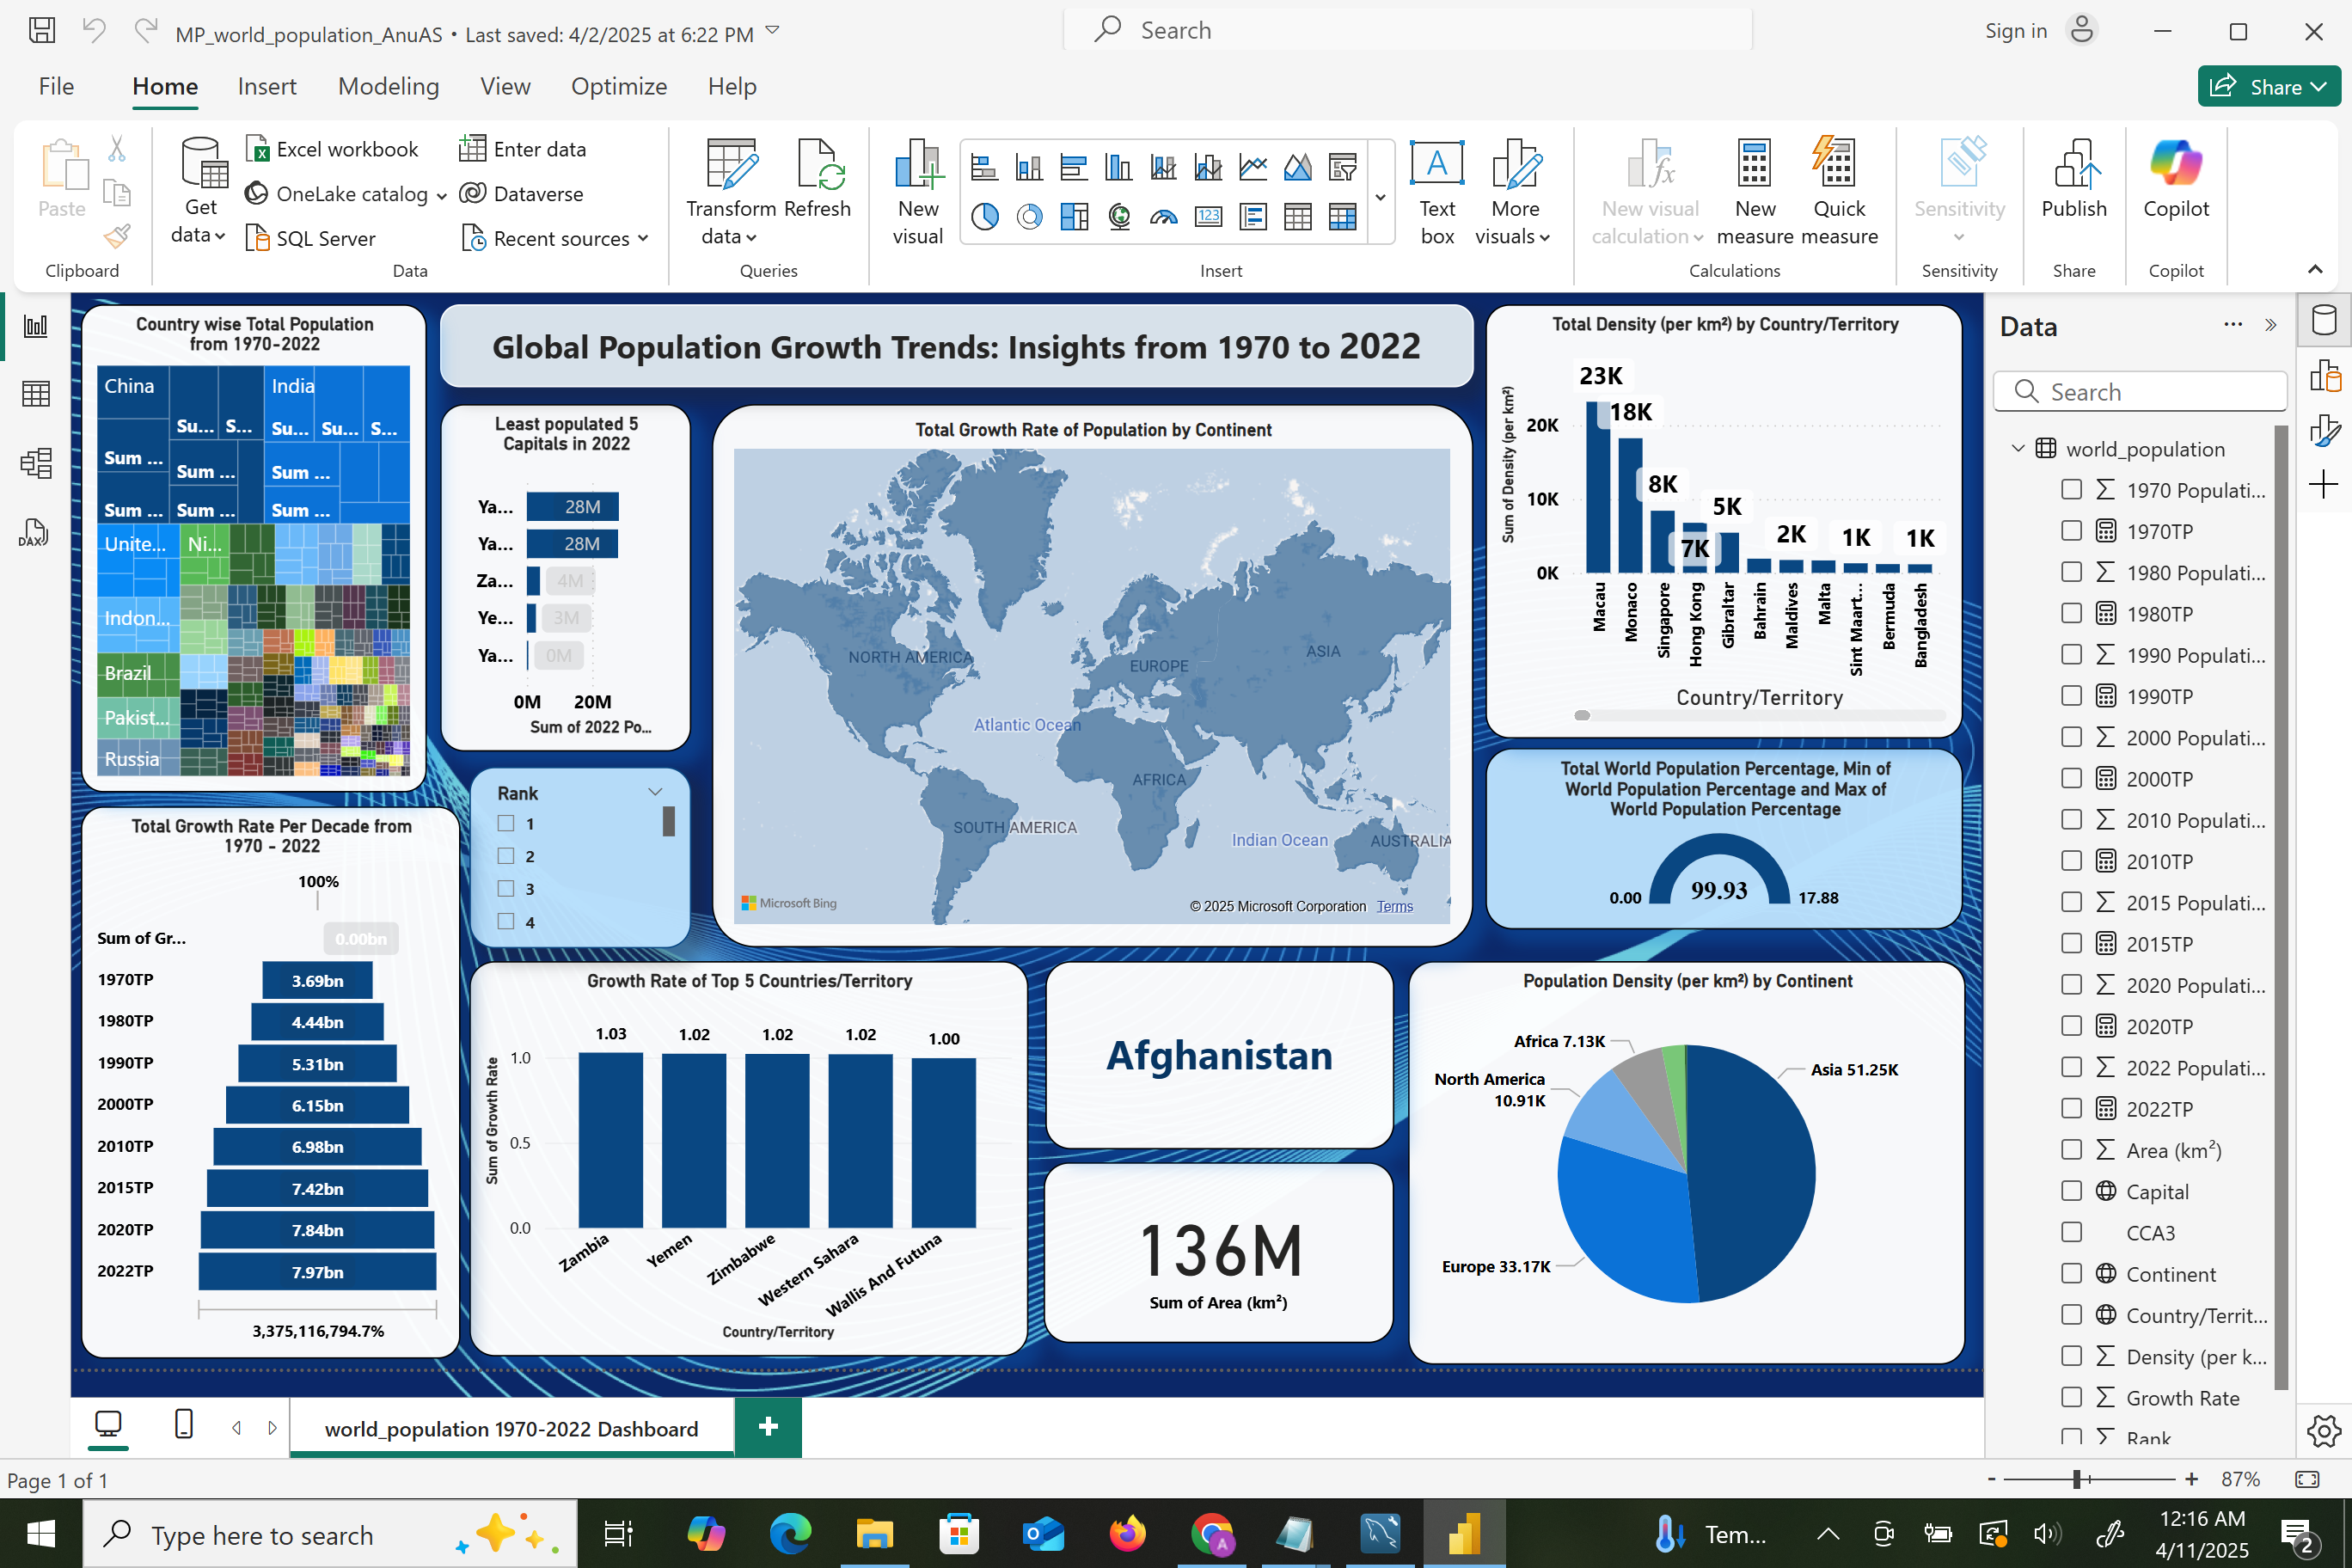 MP_world_population_AnuAS • Last saved: 4/2/2025 at 6:22 PM
Search
Sign in
File
Home
Insert
Modeling
View
Optimize
Help
Share
Paste
Clipboard
Get
data
Excel workbook
OneLake catalog
SQL Server
Enter data
Dataverse
Recent sources
Data
Transform
data
Refresh
Queries
New
visual
123
A
Text
box
More
visuals
Insert
New visual
calculation
New
measure
Quick
measure
Calculations
Sensitivity
Sensitivity
Publish
Share
Copilot
Copilot
DAX
Country wise Total Population
from 1970-2022
China
Su...
S...
Sum ...
Sum ...
Sum ...
Sum ...
India
Su...
Su...
S...
Sum ...
Sum ...
Unite...
Ni...
Indon...
Brazil
Pakist...
Russia
Global Population Growth Trends: Insights from 1970 to 2022
Least populated 5
Capitals in 2022
Ya... 28M
Ya... 28M
Za... 4M
Ye... 3M
Ya... 0M
0M 20M
Sum of 2022 Po...
Rank
1
2
3
4
Total Growth Rate of Population by Continent
NORTH AMERICA
EUROPE
ASIA
Atlantic Ocean
AFRICA
SOUTH AMERICA
Indian Ocean
AUSTRALIA
Microsoft Bing
© 2025 Microsoft Corporation Terms
Total Density (per km²) by Country/Territory
Sum of Density (per km²)
20K
10K
0K
23K
18K
8K
7K
5K
2K
1K
1K
Macau
Monaco
Singapore
Hong Kong
Gibraltar
Bahrain
Maldives
Malta
Sint Maart...
Bermuda
Bangladesh
Country/Territory
Total World Population Percentage, Min of
World Population Percentage and Max of
World Population Percentage
0.00
99.93
17.88
Total Growth Rate Per Decade from
1970 - 2022
100%
Sum of Gr... 0.00bn
1970TP 3.69bn
1980TP 4.44bn
1990TP 5.31bn
2000TP 6.15bn
2010TP 6.98bn
2015TP 7.42bn
2020TP 7.84bn
2022TP 7.97bn
3,375,116,794.7%
Growth Rate of Top 5 Countries/Territory
Sum of Growth Rate
1.0
0.5
0.0
1.03
1.02
1.02
1.02
1.00
Zambia
Yemen
Zimbabwe
Western Sahara
Wallis And Futuna
Country/Territory
Afghanistan
136M
Sum of Area (km²)
Population Density (per km²) by Continent
Africa 7.13K
North America
10.91K
Asia 51.25K
Europe 33.17K
Data
Search
world_population
1970 Populati...
1970TP
1980 Populati...
1980TP
1990 Populati...
1990TP
2000 Populati...
2000TP
2010 Populati...
2010TP
2015 Populati...
2015TP
2020 Populati...
2020TP
2022 Populati...
2022TP
Area (km²)
Capital
CCA3
Continent
Country/Territ...
Density (per k...
Growth Rate
Rank
world_population 1970-2022 Dashboard
Page 1 of 1
87%
Type here to search
A
Tem...
12:16 AM
4/11/2025
2